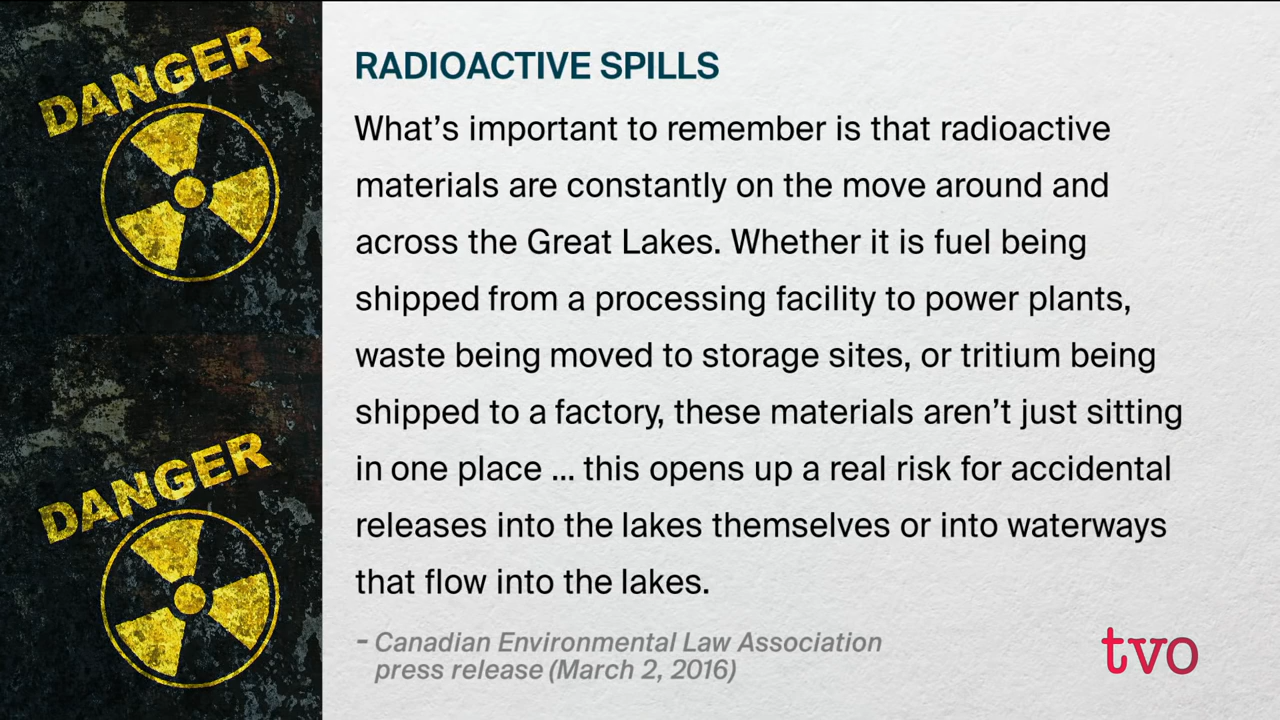 DANGER
DANGER
RADIOACTIVE SPILLS
What's important to remember is that radioactive
materials are constantly on the move around and
across the Great Lakes. Whether it is fuel being
shipped from a processing facility to power plants,
waste being moved to storage sites, or tritium being
shipped to a factory, these materials aren't just sitting
in one place ... this opens up a real risk for accidental
releases into the lakes themselves or into waterways
that flow into the lakes.
– Canadian Environmental Law Association
press release (March 2, 2016)
tvo